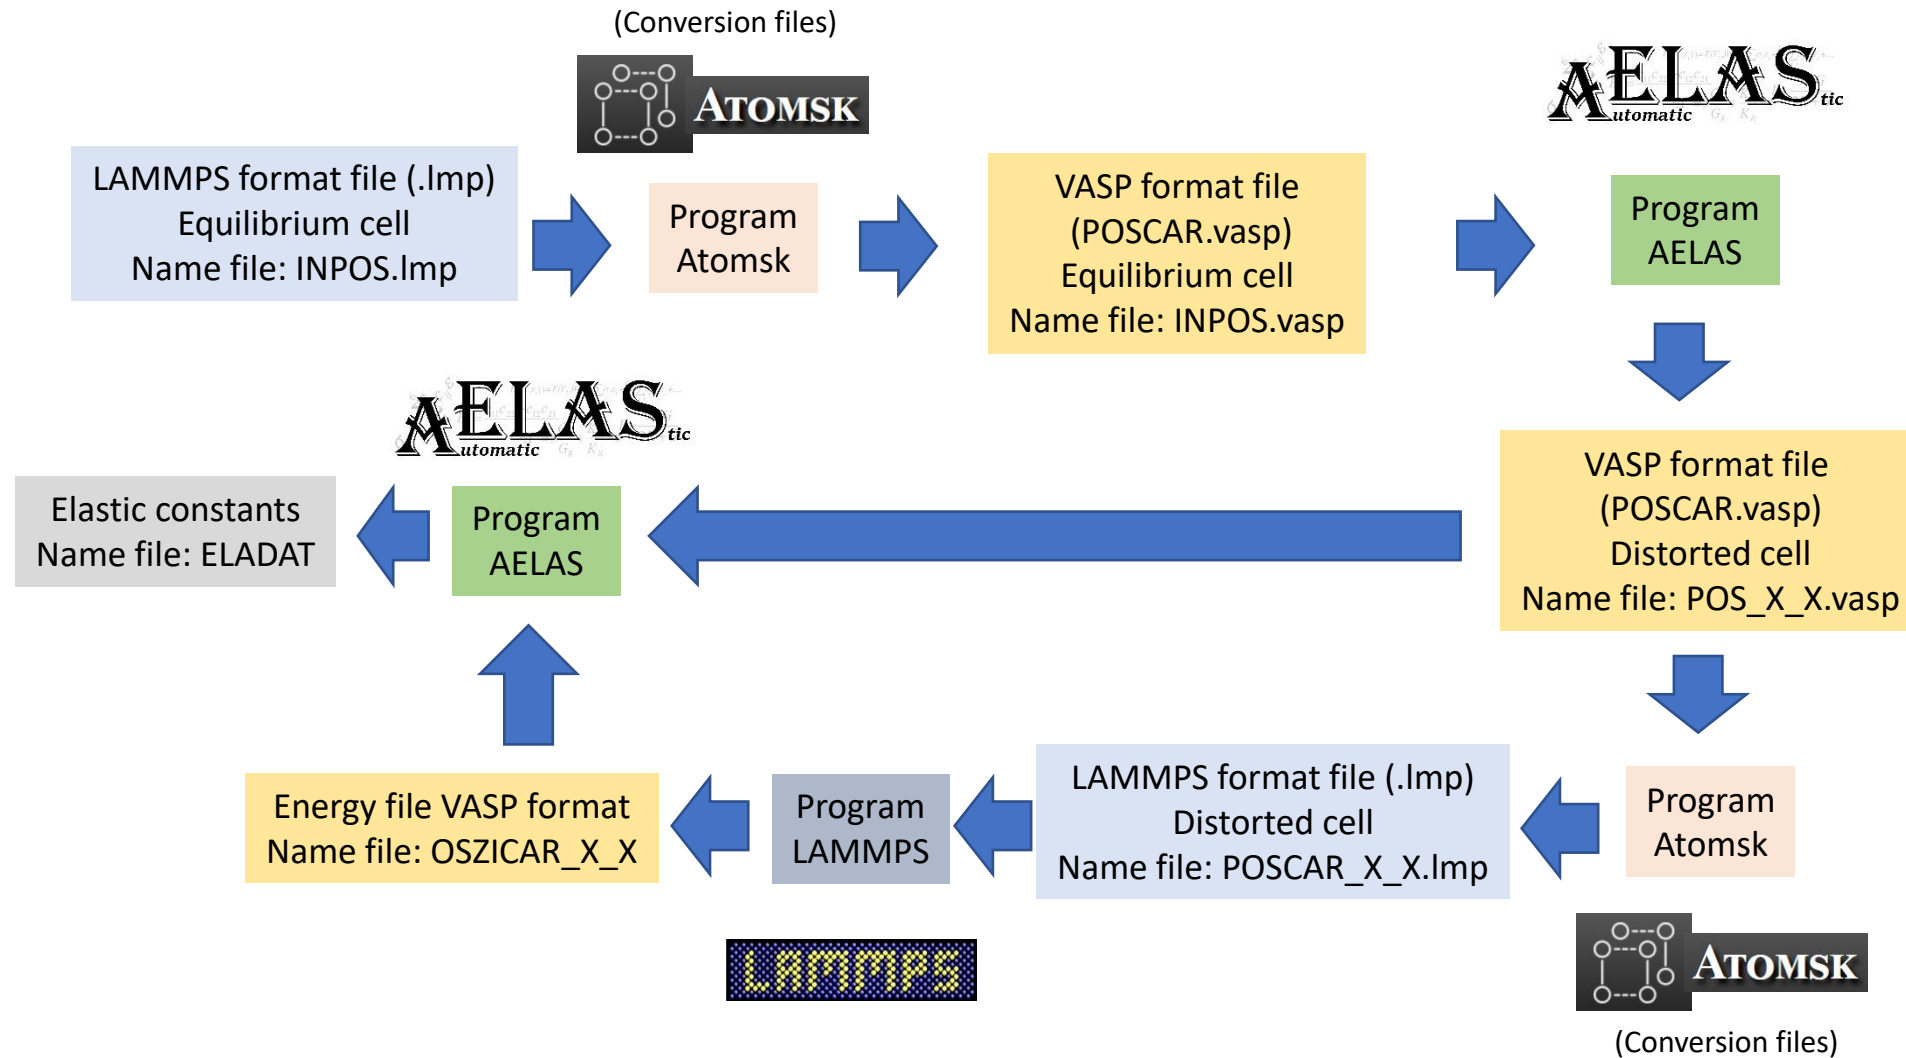 (Conversion files)
ATOMSK
AELAS
utomatic
tic
LAMMPS format file (.lmp)
Equilibrium cell
Name file: INPOS.lmp
Program
Atomsk
VASP format file
(POSCAR.vasp)
Equilibrium cell
Name file: INPOS.vasp
Program
AELAS
AELAS
utomatic
tic
Elastic constants
Name file: ELADAT
Program
AELAS
VASP format file
(POSCAR.vasp)
Distorted cell
Name file: POS_X_X.vasp
Energy file VASP format
Name file: OSZICAR_X_X
Program
LAMMPS
LAMMPS format file (.lmp)
Distorted cell
Name file: POSCAR_X_X.lmp
Program
Atomsk
LAMMPS
ATOMSK
(Conversion files)